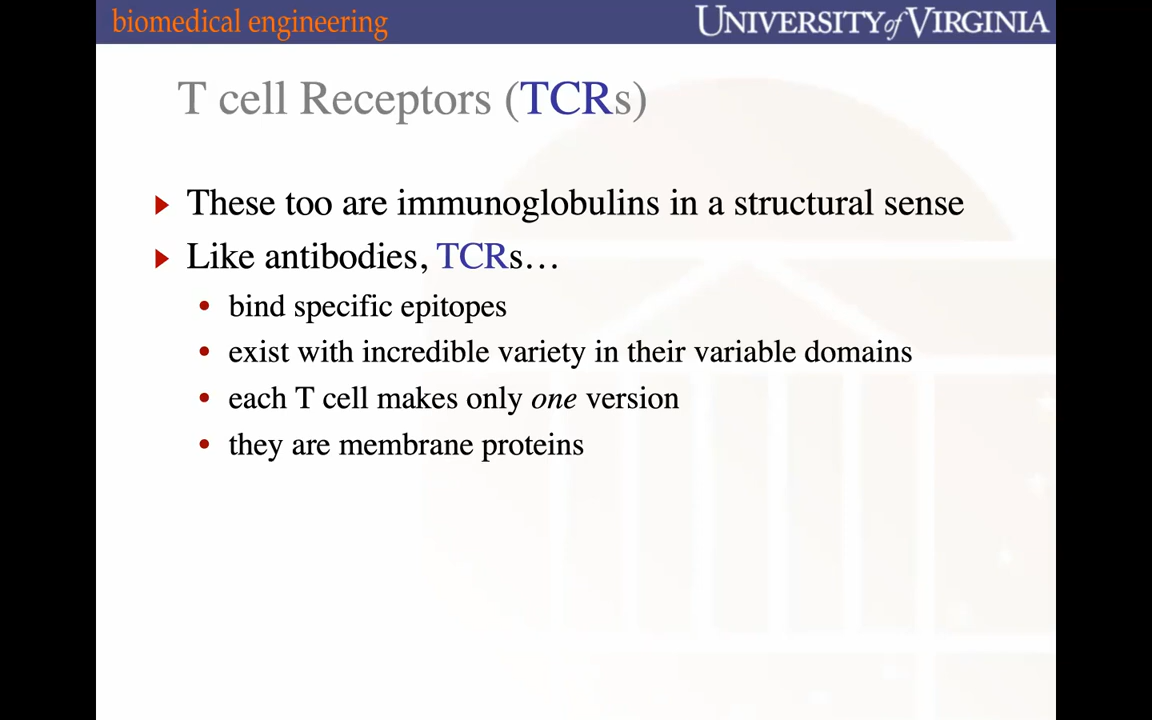 biomedical engineering
UNIVERSITY of VIRGINIA
T cell Receptors (TCRs)
These too are immunoglobulins in a structural sense
Like antibodies, TCRs…
bind specific epitopes
exist with incredible variety in their variable domains
each T cell makes only one version
they are membrane proteins